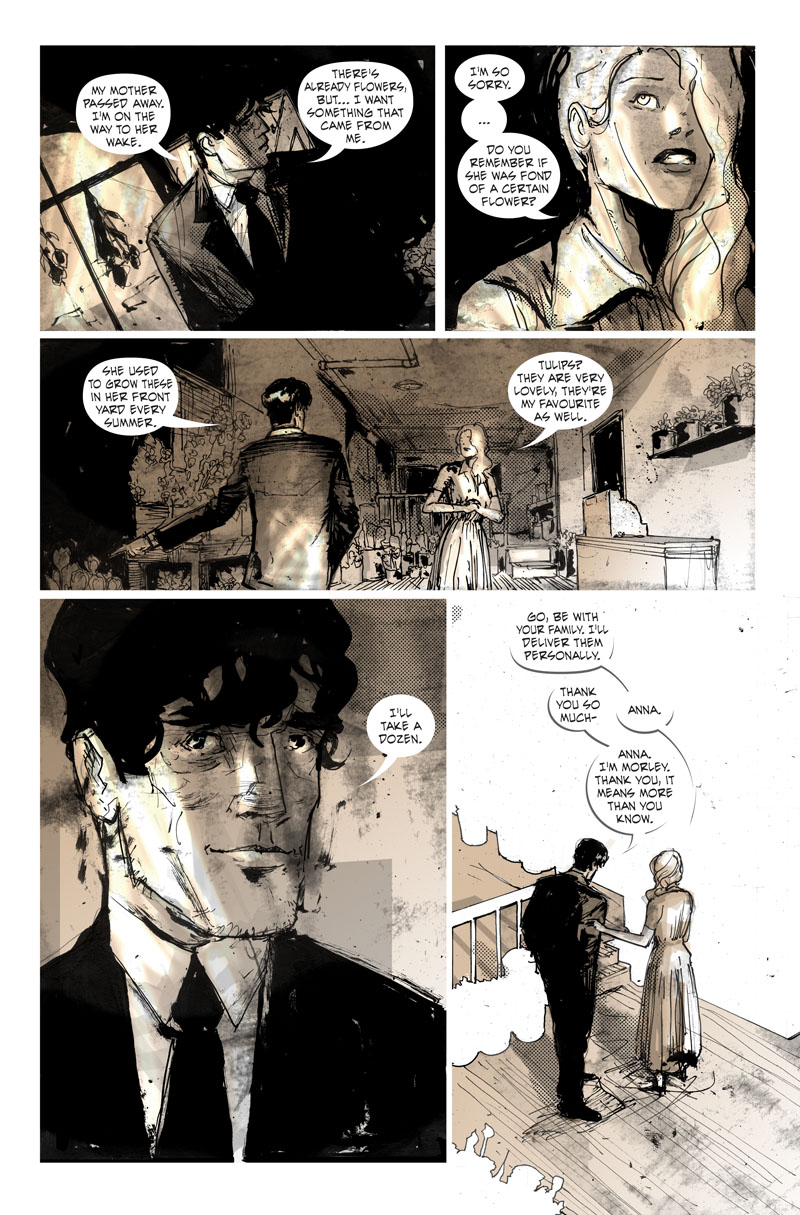 MY MOTHER
PASSED AWAY.
I'M ON THE
WAY TO HER
WAKE.
THERE'S
ALREADY FLOWERS,
BUT... I WANT
SOMETHING THAT
CAME FROM
ME.
I'M SO
SORRY.
...
DO YOU
REMEMBER IF
SHE WAS FOND
OF A CERTAIN
FLOWER?
SHE USED
TO GROW THESE
IN HER FRONT
YARD EVERY
SUMMER.
TULIPS?
THEY ARE VERY
LOVELY, THEY'RE
MY FAVOURITE
AS WELL.
I'LL
TAKE A
DOZEN.
GO, BE WITH
YOUR FAMILY. I'LL
DELIVER THEM
PERSONALLY.
THANK
YOU SO
MUCH-
ANNA.
ANNA.
I'M MORLEY.
THANK YOU, IT
MEANS MORE
THAN YOU
KNOW.